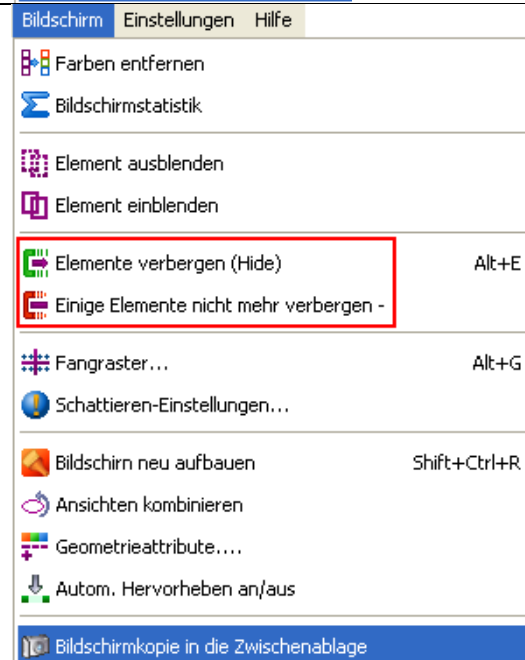 Bildschirm Einstellungen Hilfe
Farben entfernen
Bildschirmstatistik
Element ausblenden
Element einblenden
Elemente verbergen (Hide) Alt+E
Einige Elemente nicht mehr verbergen -
Fangraster... Alt+G
Schattieren-Einstellungen...
Bildschirn neu aufbauen Shift+Ctrl+R
Ansichten kombinieren
Geometrieattribute....
Autom. Hervorheben an/aus
Bildschirmkopie in die Zwischenablage